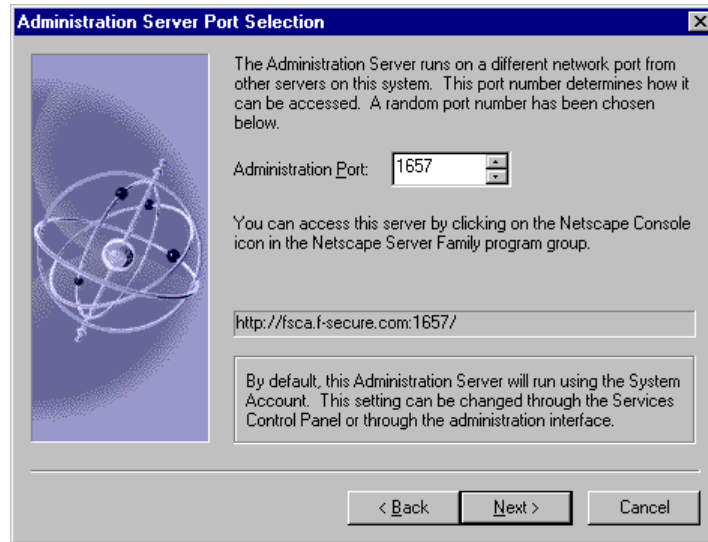 Administration Server Port Selection
The Administration Server runs on a different network port from
other servers on this system. This port number determines how it
can be accessed. A random port number has been chosen
below.
Administration Port: 1657
You can access this server by clicking on the Netscape Console
icon in the Netscape Server Family program group.
http://fsca.f-secure.com:1657/
By default, this Administration Server will run using the System
Account. This setting can be changed through the Services
Control Panel or through the administration interface.
< Back Next > Cancel